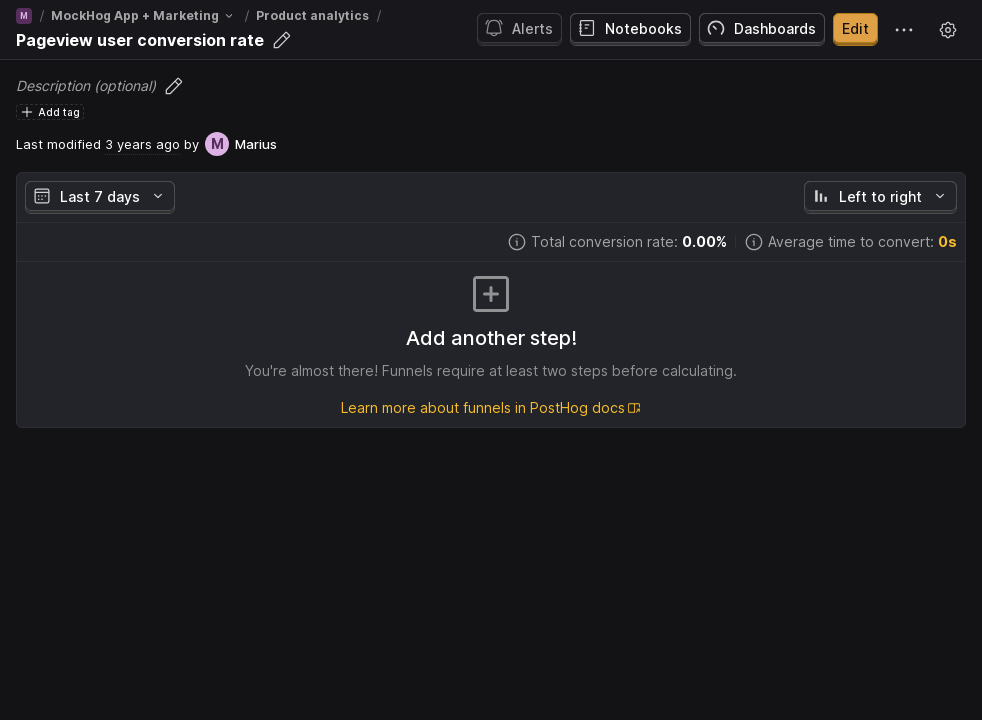 M / MockHog App + Marketing / Product analytics /
Pageview user conversion rate
Alerts
Notebooks
Dashboards
Edit
Description (optional)
Add tag
Last modified 3 years ago by M Marius
Last 7 days
Left to right
Total conversion rate: 0.00%
Average time to convert: 0s
Add another step!
You're almost there! Funnels require at least two steps before calculating.
Learn more about funnels in PostHog docs